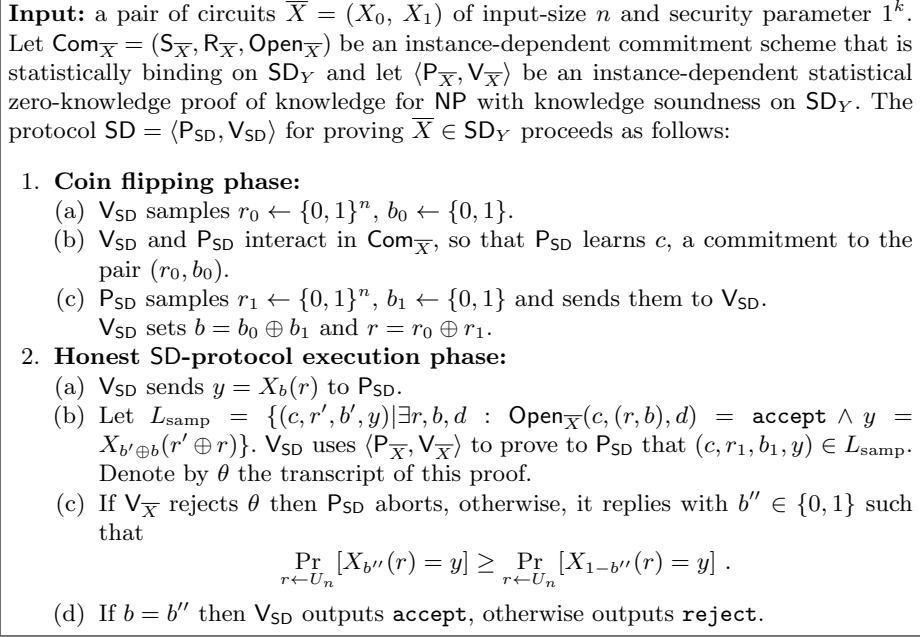 Input: a pair of circuits X̅ = (X₀, X₁) of input-size n and security parameter 1ᵏ.
Let Com_X̅ = (S_X̅, R_X̅, Open_X̅) be an instance-dependent commitment scheme that is
statistically binding on SD_Y and let ⟨P_X̅, V_X̅⟩ be an instance-dependent statistical
zero-knowledge proof of knowledge for NP with knowledge soundness on SD_Y. The
protocol SD = ⟨P_SD, V_SD⟩ for proving X̅ ∈ SD_Y proceeds as follows:
1. Coin flipping phase:
(a) V_SD samples r₀ ← {0, 1}ⁿ, b₀ ← {0, 1}.
(b) V_SD and P_SD interact in Com_X̅, so that P_SD learns c, a commitment to the
pair (r₀, b₀).
(c) P_SD samples r₁ ← {0, 1}ⁿ, b₁ ← {0, 1} and sends them to V_SD.
V_SD sets b = b₀ ⊕ b₁ and r = r₀ ⊕ r₁.
2. Honest SD-protocol execution phase:
(a) V_SD sends y = X_b(r) to P_SD.
(b) Let L_samp = {(c, r′, b′, y)|∃r, b, d : Open_X̅(c, (r, b), d) = accept ∧ y =
X_{b′⊕b}(r′ ⊕ r)}. V_SD uses ⟨P_X̅, V_X̅⟩ to prove to P_SD that (c, r₁, b₁, y) ∈ L_samp.
Denote by θ the transcript of this proof.
(c) If V_X̅ rejects θ then P_SD aborts, otherwise, it replies with b″ ∈ {0, 1} such
that
Pr_{r←U_n}[X_{b″}(r) = y] ≥ Pr_{r←U_n}[X_{1−b″}(r) = y] .
(d) If b = b″ then V_SD outputs accept, otherwise outputs reject.